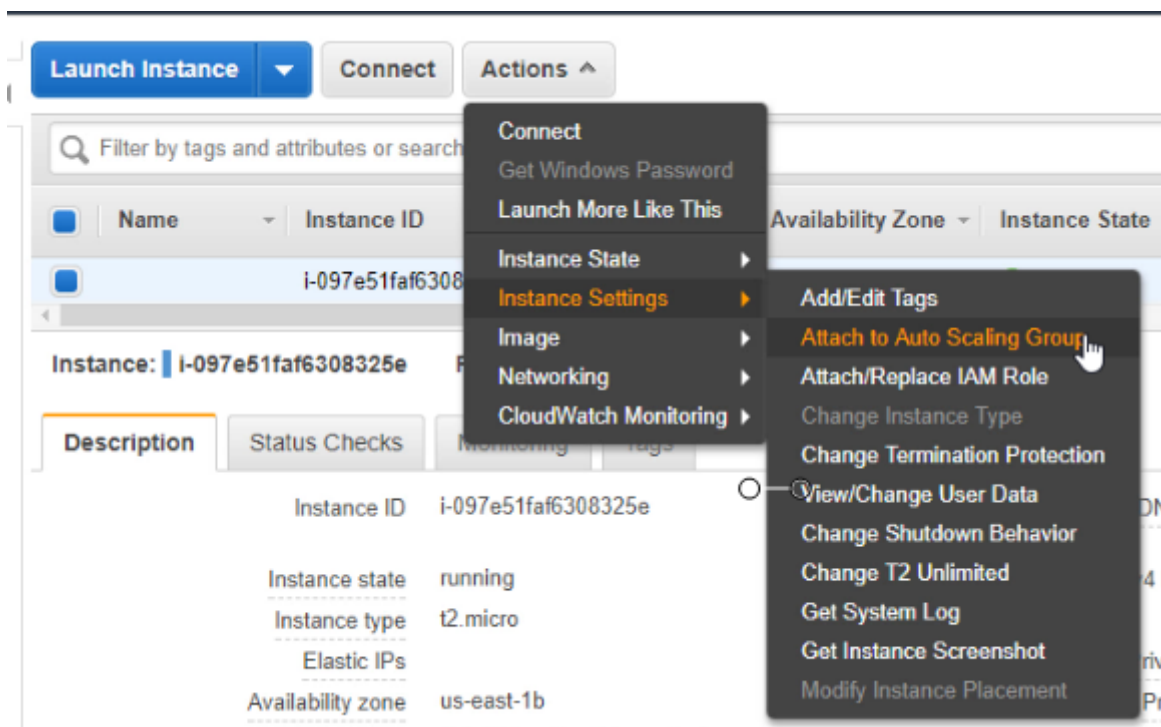 Launch Instance Connect Actions
Filter by tags and attributes or search
Name Instance ID Availability Zone Instance State
i-097e51faf6308
Connect
Get Windows Password
Launch More Like This
Instance State
Instance Settings
Image
Networking
CloudWatch Monitoring
Add/Edit Tags
Attach to Auto Scaling Group
Attach/Replace IAM Role
Change Instance Type
Change Termination Protection
View/Change User Data
Change Shutdown Behavior
Change T2 Unlimited
Get System Log
Get Instance Screenshot
Modify Instance Placement
Instance: i-097e51faf6308325e
Description Status Checks Monitoring Tags
Instance ID i-097e51faf6308325e
Instance state running
Instance type t2.micro
Elastic IPs
Availability zone us-east-1b